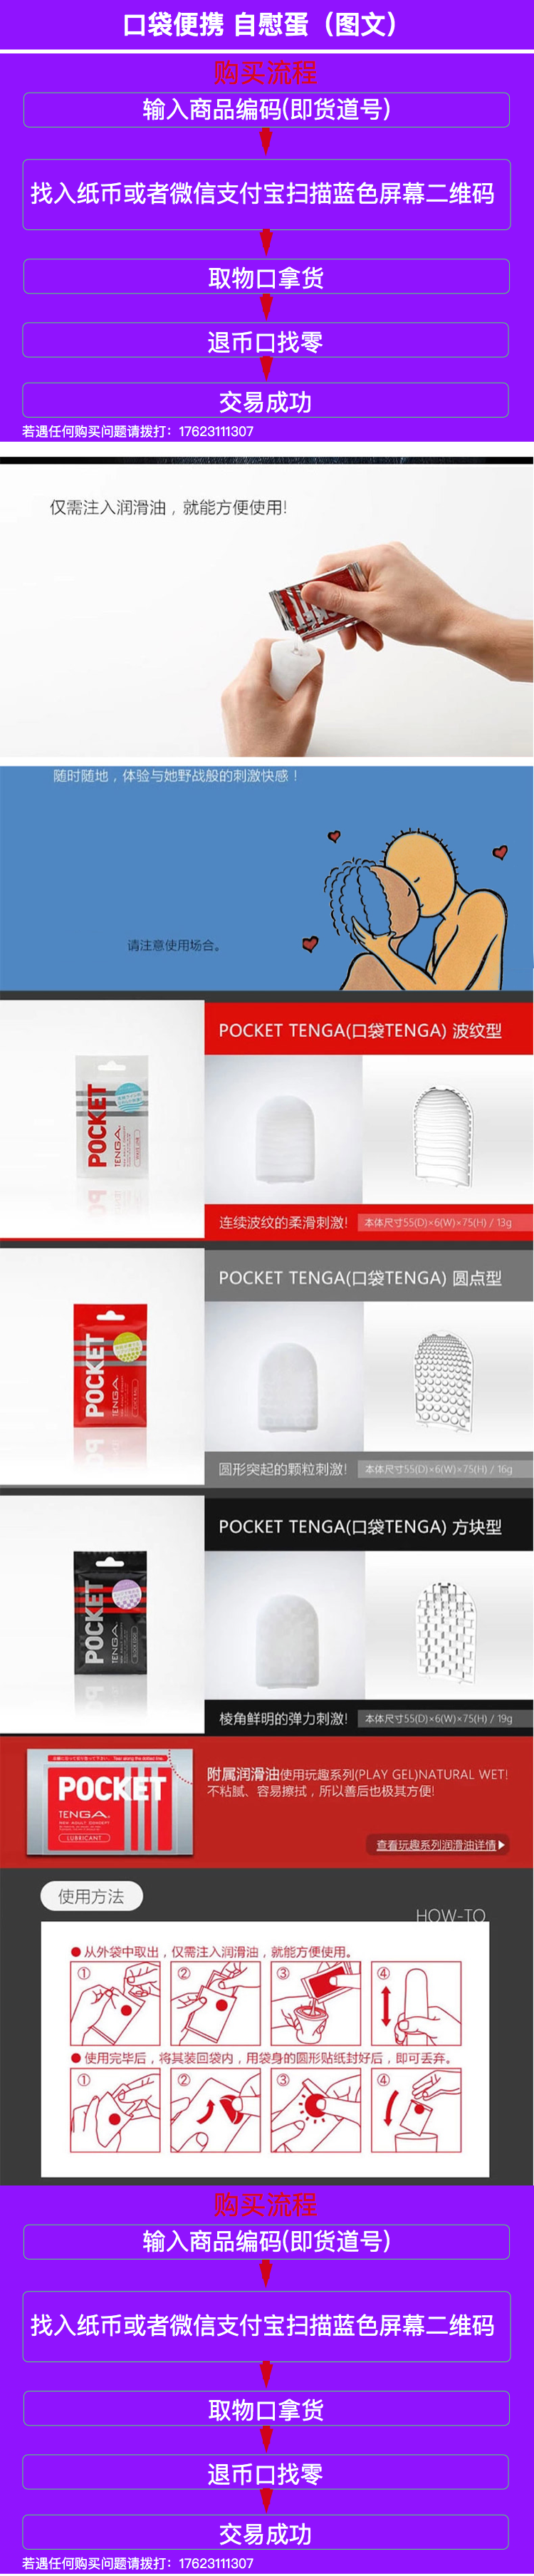 口袋便携 自慰蛋（图文）
购买流程
输入商品编码(即货道号)
找入纸币或者微信支付宝扫描蓝色屏幕二维码
取物口拿货
退币口找零
交易成功
若遇任何购买问题请拨打：17623111307
仅需注入润滑油，就能方便使用!
随时随地，体验与她野战般的刺激快感！
请注意使用场合。
POCKET TENGA(口袋TENGA) 波纹型
POCKET
TENGA
连续波纹的柔滑刺激!
本体尺寸55(D)×6(W)×75(H) / 13g
POCKET TENGA(口袋TENGA) 圆点型
POCKET
TENGA
圆形突起的颗粒刺激!
本体尺寸55(D)×6(W)×75(H) / 16g
POCKET TENGA(口袋TENGA) 方块型
POCKET
TENGA
棱角鲜明的弹力刺激!
本体尺寸55(D)×6(W)×75(H) / 19g
POCKET
TENGA
LUBRICANT
附属润滑油使用玩趣系列(PLAY GEL)NATURAL WET!
不粘腻、容易擦拭，所以善后也极其方便!
查看玩趣系列润滑油详情
使用方法
HOW-TO
从外袋中取出，仅需注入润滑油，就能方便使用。
① ② ③ ④
使用完毕后，将其装回袋内，用袋身的圆形贴纸封好后，即可丢弃。
① ② ③ ④
购买流程
输入商品编码(即货道号)
找入纸币或者微信支付宝扫描蓝色屏幕二维码
取物口拿货
退币口找零
交易成功
若遇任何购买问题请拨打：17623111307